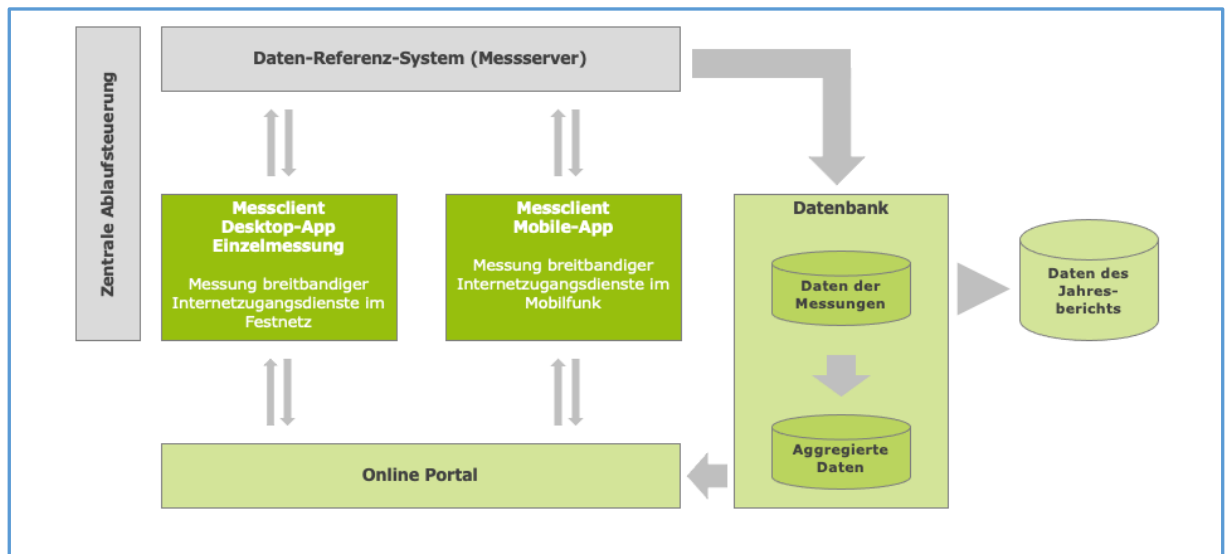 Zentrale Ablaufsteuerung
Daten-Referenz-System (Messserver)
Messclient
Desktop-App
Einzelmessung
Messung breitbandiger
Internetzugangsdienste im
Festnetz
Messclient
Mobile-App
Messung breitbandiger
Internetzugangsdienste im
Mobilfunk
Datenbank
Daten der
Messungen
Aggregierte
Daten
Daten des
Jahres-
berichts
Online Portal